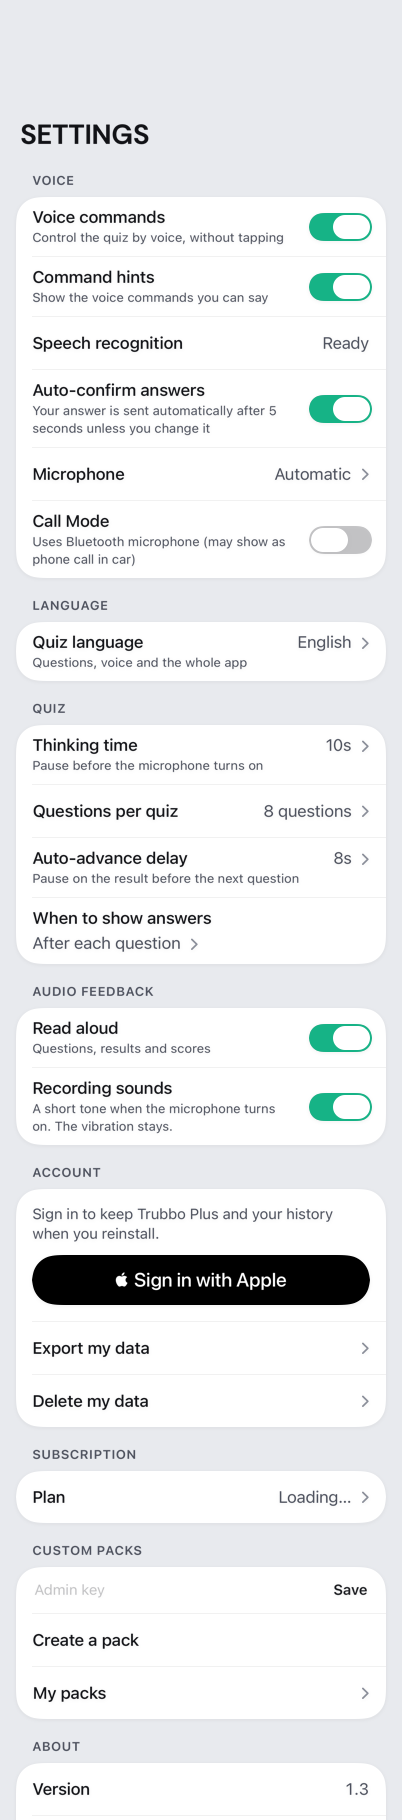 SETTINGS
VOICE
Voice commands
Control the quiz by voice, without tapping
Command hints
Show the voice commands you can say
Speech recognition
Ready
Auto-confirm answers
Your answer is sent automatically after 5
seconds unless you change it
Microphone
Automatic
Call Mode
Uses Bluetooth microphone (may show as
phone call in car)
LANGUAGE
Quiz language
English
Questions, voice and the whole app
QUIZ
Thinking time
10s
Pause before the microphone turns on
Questions per quiz
8 questions
Auto-advance delay
8s
Pause on the result before the next question
When to show answers
After each question
AUDIO FEEDBACK
Read aloud
Questions, results and scores
Recording sounds
A short tone when the microphone turns
on. The vibration stays.
ACCOUNT
Sign in to keep Trubbo Plus and your history
when you reinstall.
Sign in with Apple
Export my data
Delete my data
SUBSCRIPTION
Plan
Loading...
CUSTOM PACKS
Admin key
Save
Create a pack
My packs
ABOUT
Version
1.3